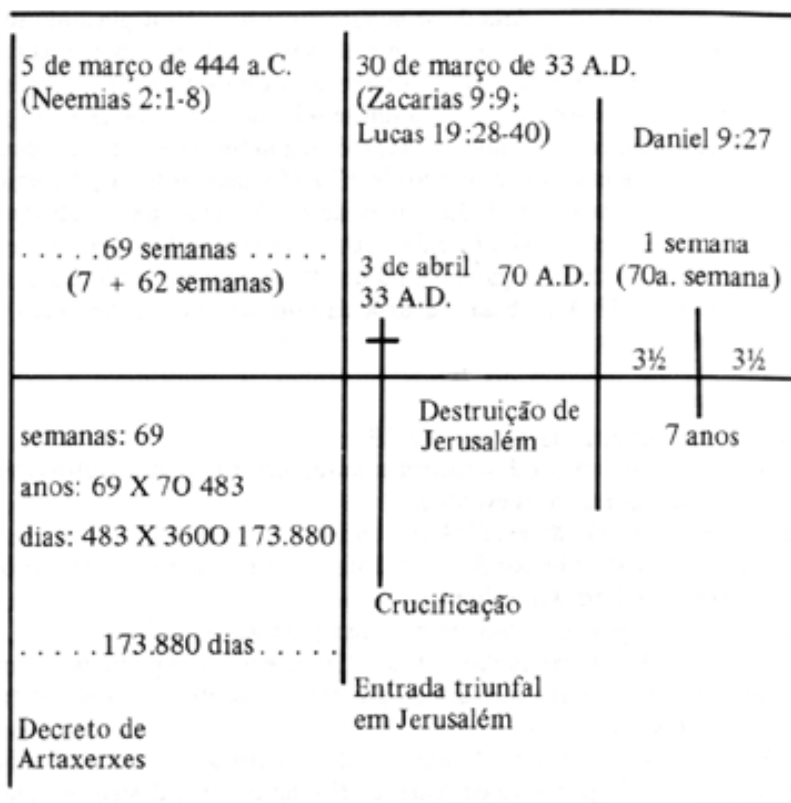 5 de março de 444 a.C.
(Neemias 2:1-8)
30 de março de 33 A.D.
(Zacarias 9:9;
Lucas 19:28-40)
Daniel 9:27
. . . . . 69 semanas . . . . .
(7 + 62 semanas)
3 de abril
33 A.D.
70 A.D.
1 semana
(70a. semana)
3½
3½
semanas: 69
anos: 69 X 7O 483
dias: 483 X 360O 173.880
Destruição de
Jerusalém
7 anos
Crucificação
. . . . . 173.880 dias . . . . .
Entrada triunfal
em Jerusalém
Decreto de
Artaxerxes